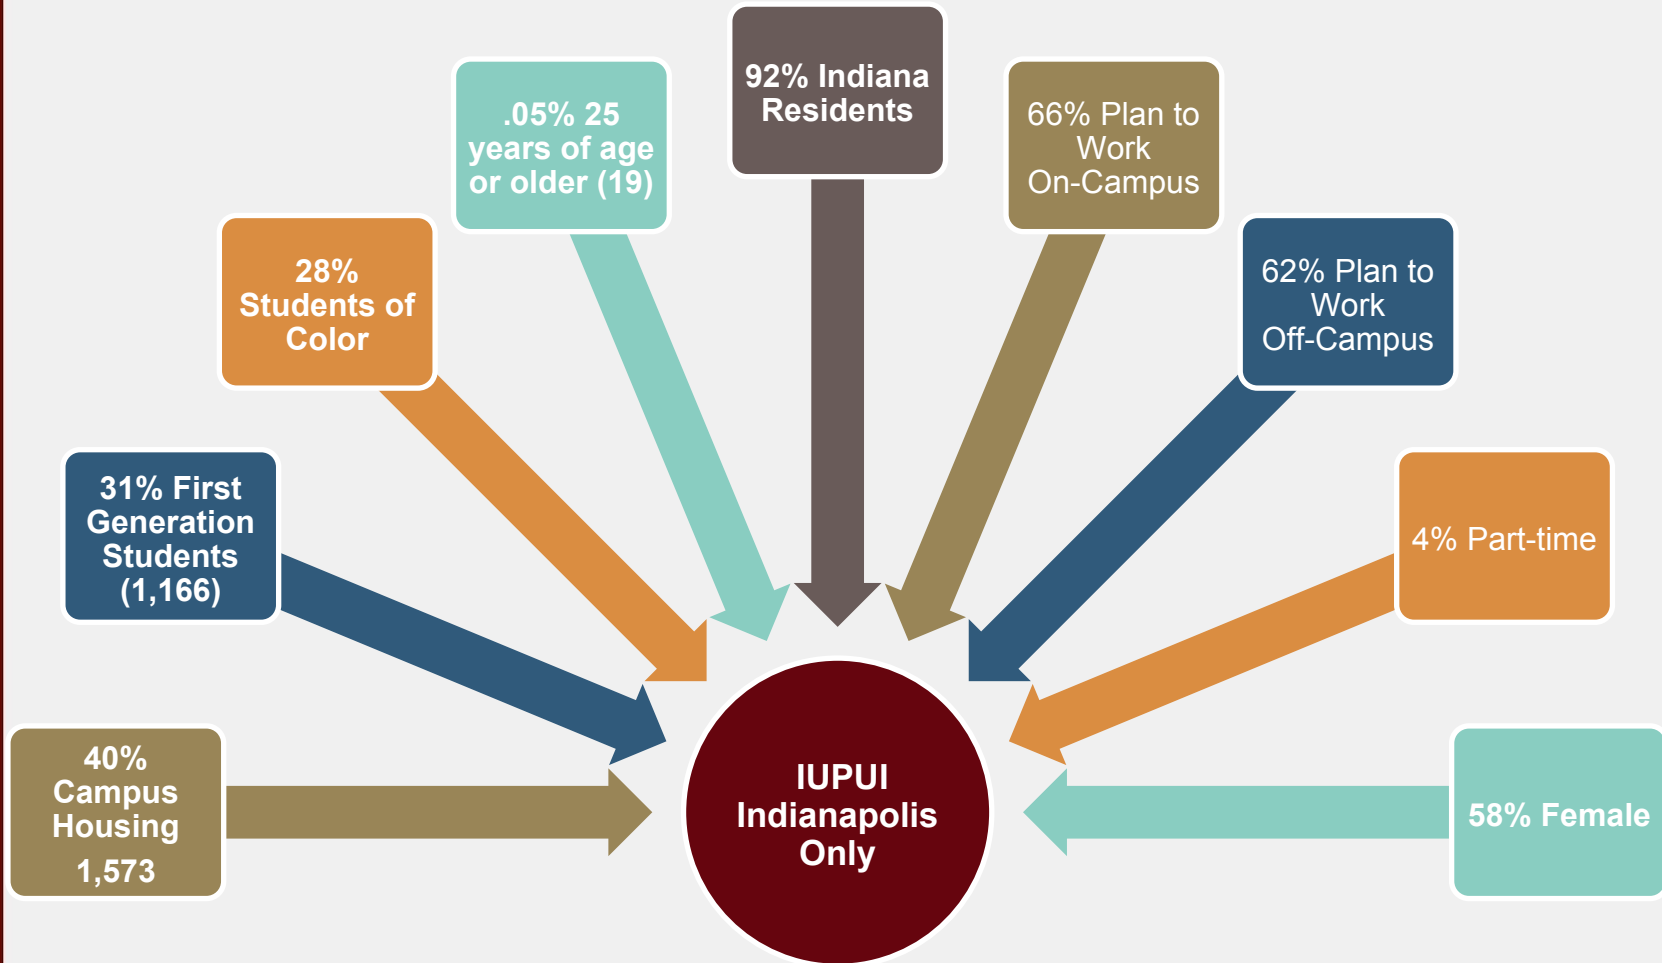 92% Indiana
Residents
.05% 25
years of age
or older (19)
66% Plan to
Work
On-Campus
28%
Students of
Color
62% Plan to
Work
Off-Campus
31% First
Generation
Students
(1,166)
4% Part-time
40%
Campus
Housing
1,573
IUPUI
Indianapolis
Only
58% Female